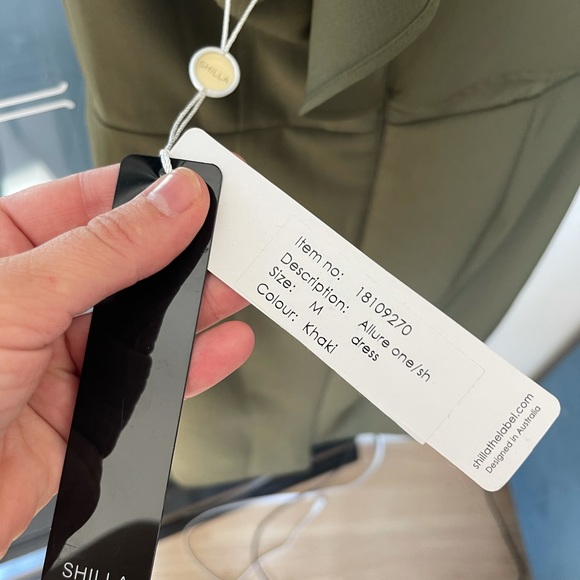 SHILLA
Item no: 18109270
Description: Allure one/sh
dress
Size: M
Colour: Khaki
shillathelabel.com
Designed in Australia
SHILLA